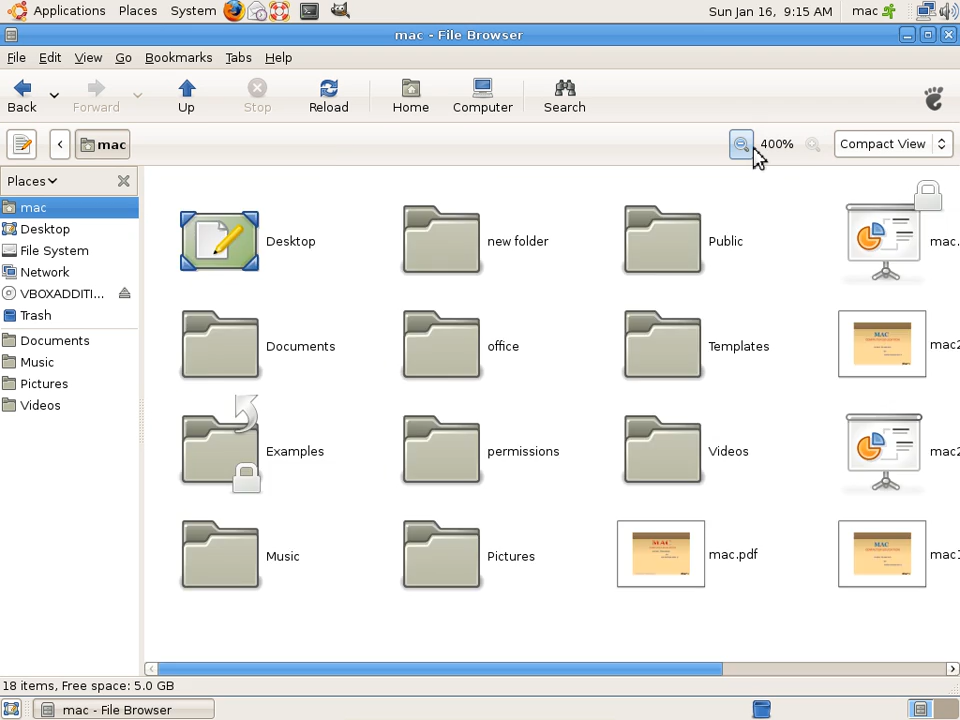 Applications Places System Sun Jan 16, 9:15 AM mac
mac - File Browser
File Edit View Go Bookmarks Tabs Help
Back Forward Up Stop Reload Home Computer Search
mac 400% Compact View
Places
mac
Desktop
File System
Network
VBOXADDITI...
Trash
Documents
Music
Pictures
Videos
Desktop new folder Public mac.
Documents office Templates mac2
Examples permissions Videos mac2
Music Pictures mac.pdf mac1
MAC
MAC
MAC
18 items, Free space: 5.0 GB
mac - File Browser